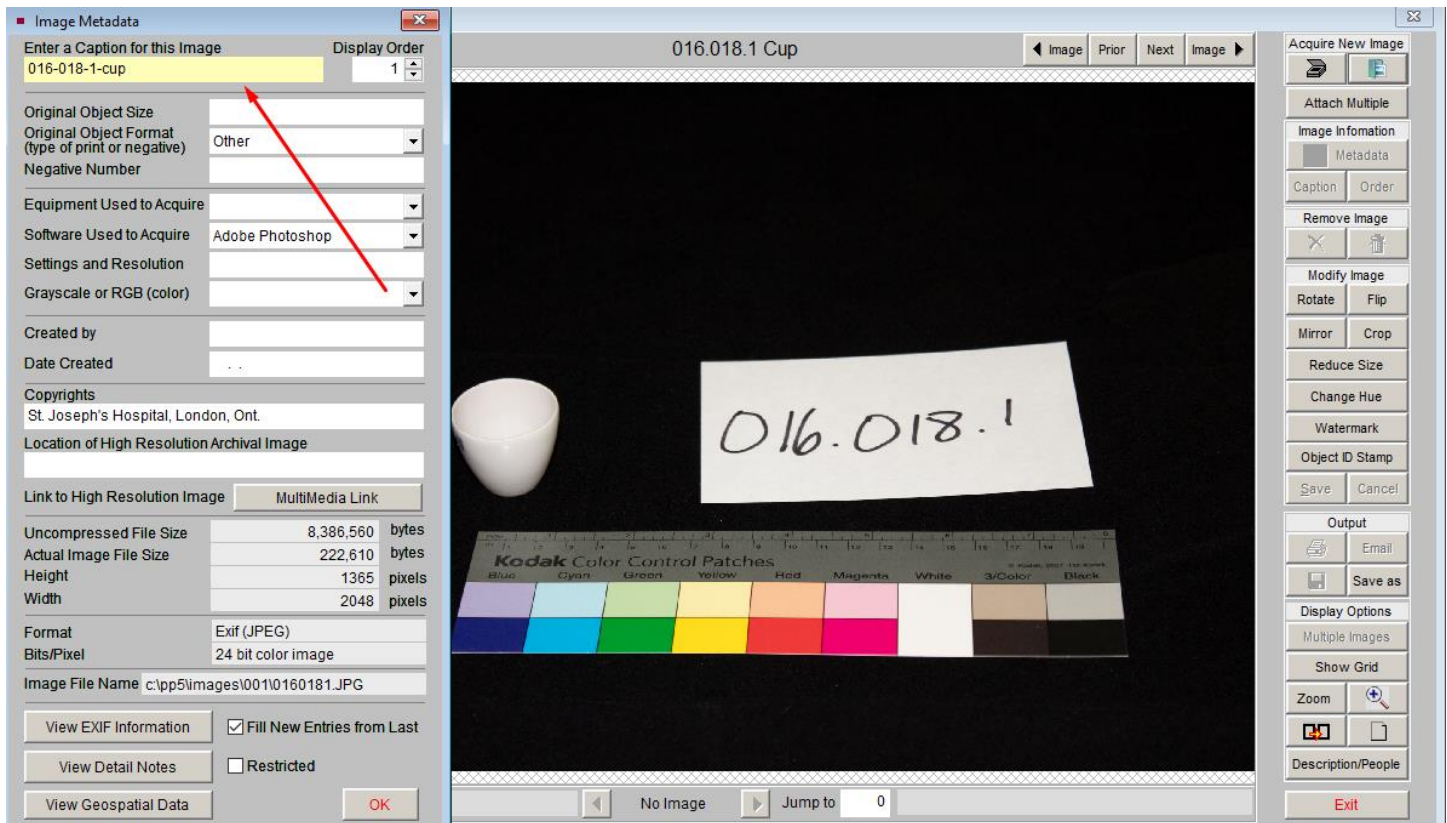 Image Metadata
Enter a Caption for this Image
Display Order
016-018-1-cup
1
Original Object Size
Original Object Format
(type of print or negative)
Other
Negative Number
Equipment Used to Acquire
Software Used to Acquire
Adobe Photoshop
Settings and Resolution
Grayscale or RGB (color)
Created by
Date Created
. .
Copyrights
St. Joseph's Hospital, London, Ont.
Location of High Resolution Archival Image
Link to High Resolution Image
MultiMedia Link
Uncompressed File Size 8,386,560 bytes
Actual Image File Size 222,610 bytes
Height 1365 pixels
Width 2048 pixels
Format Exif (JPEG)
Bits/Pixel 24 bit color image
Image File Name c:\pp5\images\001\0160181.JPG
View EXIF Information
Fill New Entries from Last
View Detail Notes
Restricted
View Geospatial Data
OK
016.018.1 Cup
Image Prior Next Image
016.018.1
Kodak Color Control Patches
Blue Cyan Green Yellow Red Magenta White 3/Color Black
No Image
Jump to 0
Acquire New Image
Attach Multiple
Image Infomation
Metadata
Caption Order
Remove Image
Modify Image
Rotate Flip
Mirror Crop
Reduce Size
Change Hue
Watermark
Object ID Stamp
Save Cancel
Output
Email
Save as
Display Options
Multiple Images
Show Grid
Zoom
Description/People
Exit